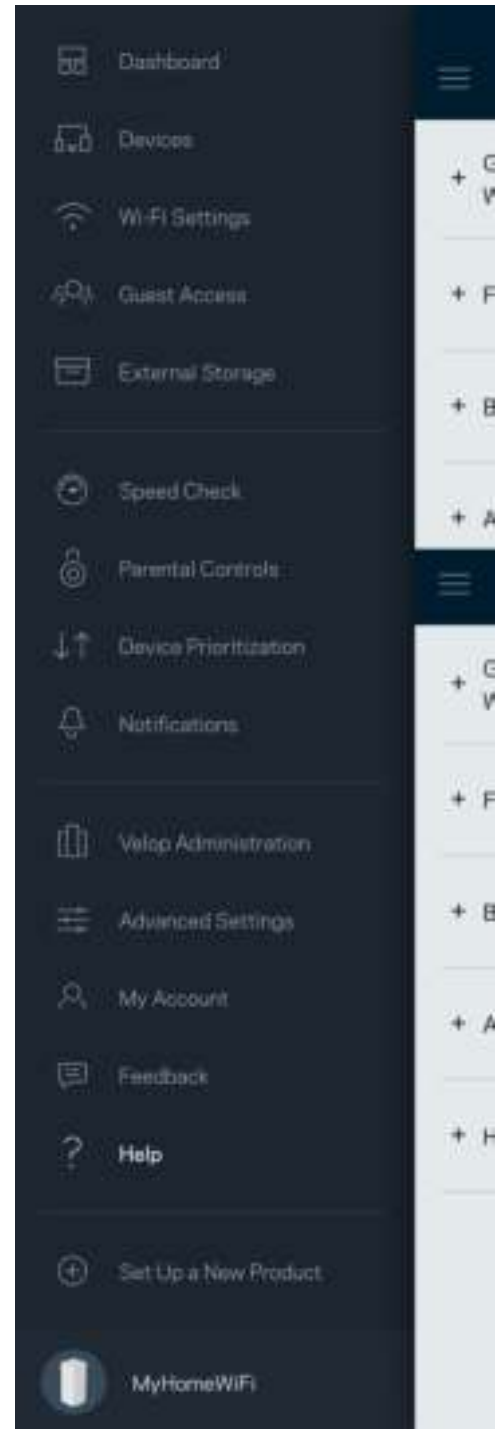 Dashboard
Devices
Wi-Fi Settings
Guest Access
External Storage
Speed Check
Parental Controls
Device Prioritization
Notifications
Velop Administration
Advanced Settings
My Account
Feedback
Help
Set Up a New Product
MyHomeWiFi